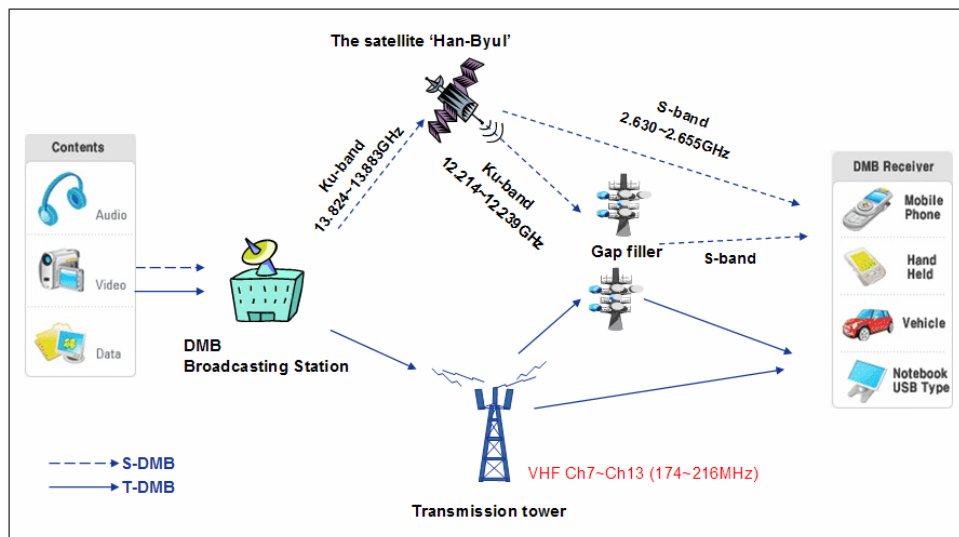 The satellite 'Han-Byul'
Ku-band
13.824~13.883GHz
Ku-band
12.214~12.239GHz
S-band
2.630~2.655GHz
Contents
Audio
Video
Data
DMB
Broadcasting Station
Gap filler
S-band
DMB Receiver
Mobile
Phone
Hand
Held
Vehicle
Notebook
USB Type
S-DMB
T-DMB
VHF Ch7~Ch13 (174~216MHz)
Transmission tower